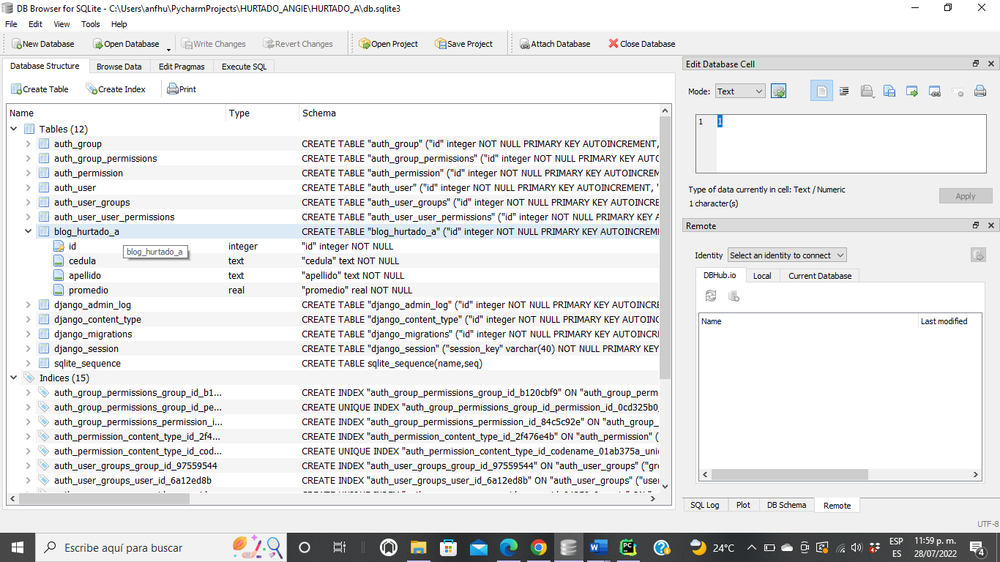 DB Browser for SQLite - C:\Users\anfhu\PycharmProjects\HURTADO_ANGIE\HURTADO_A\db.sqlite3
File Edit View Tools Help
New Database Open Database Write Changes Revert Changes Open Project Save Project Attach Database Close Database
Database Structure Browse Data Edit Pragmas Execute SQL
Create Table Create Index Print
Name Type Schema
Tables (12)
auth_group CREATE TABLE "auth_group" ("id" integer NOT NULL PRIMARY KEY AUTOINCREMENT,
auth_group_permissions CREATE TABLE "auth_group_permissions" ("id" integer NOT NULL PRIMARY KEY AUTO
auth_permission CREATE TABLE "auth_permission" ("id" integer NOT NULL PRIMARY KEY AUTOINCREM
auth_user CREATE TABLE "auth_user" ("id" integer NOT NULL PRIMARY KEY AUTOINCREMENT, "
auth_user_groups CREATE TABLE "auth_user_groups" ("id" integer NOT NULL PRIMARY KEY AUTOINCRE
auth_user_user_permissions CREATE TABLE "auth_user_user_permissions" ("id" integer NOT NULL PRIMARY KEY A
blog_hurtado_a CREATE TABLE "blog_hurtado_a" ("id" integer NOT NULL PRIMARY KEY AUTOINCREME
id integer "id" integer NOT NULL
blog_hurtado_a
cedula text "cedula" text NOT NULL
apellido text "apellido" text NOT NULL
promedio real "promedio" real NOT NULL
django_admin_log CREATE TABLE "django_admin_log" ("id" integer NOT NULL PRIMARY KEY AUTOINCRE
django_content_type CREATE TABLE "django_content_type" ("id" integer NOT NULL PRIMARY KEY AUTOINC
django_migrations CREATE TABLE "django_migrations" ("id" integer NOT NULL PRIMARY KEY AUTOINCRE
django_session CREATE TABLE "django_session" ("session_key" varchar(40) NOT NULL PRIMARY KEY
sqlite_sequence CREATE TABLE sqlite_sequence(name,seq)
Indices (15)
auth_group_permissions_group_id_b1... CREATE INDEX "auth_group_permissions_group_id_b120cbf9" ON "auth_group_perm
auth_group_permissions_group_id_pe... CREATE UNIQUE INDEX "auth_group_permissions_group_id_permission_id_0cd325b0_
auth_group_permissions_permission_i... CREATE INDEX "auth_group_permissions_permission_id_84c5c92e" ON "auth_group_
auth_permission_content_type_id_2f4... CREATE INDEX "auth_permission_content_type_id_2f476e4b" ON "auth_permission" (
auth_permission_content_type_id_cod... CREATE UNIQUE INDEX "auth_permission_content_type_id_codename_01ab375a_uni
auth_user_groups_group_id_97559544 CREATE INDEX "auth_user_groups_group_id_97559544" ON "auth_user_groups" ("gr
auth_user_groups_user_id_6a12ed8b CREATE INDEX "auth_user_groups_user_id_6a12ed8b" ON "auth_user_groups" ("use
Edit Database Cell
Mode: Text
1 1
Type of data currently in cell: Text / Numeric
1 character(s)
Apply
Remote
Identity Select an identity to connect
DBHub.io Local Current Database
Name Last modified
SQL Log Plot DB Schema Remote
UTF-8
Escribe aquí para buscar
24°C
ESP
ES
11:59 p. m.
28/07/2022
4